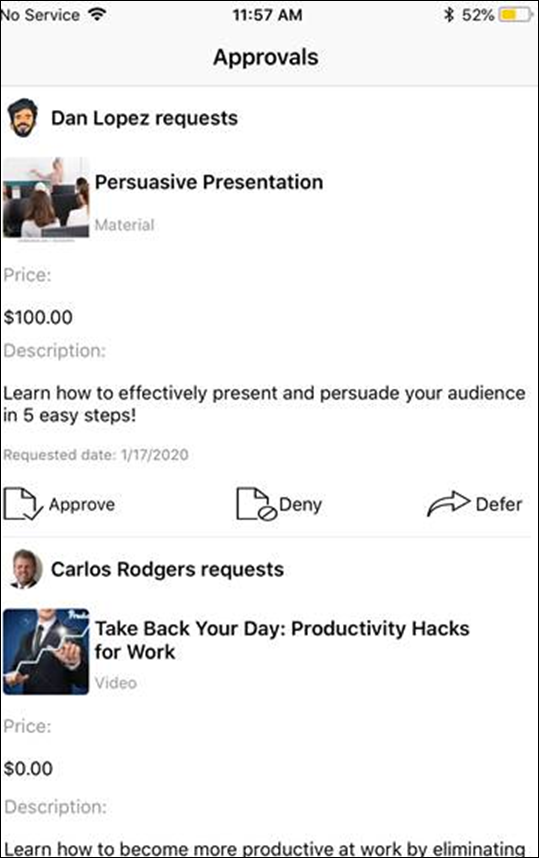 No Service 11:57 AM 52%
Approvals
Dan Lopez requests
Persuasive Presentation
Material
Price:
$100.00
Description:
Learn how to effectively present and persuade your audience
in 5 easy steps!
Requested date: 1/17/2020
Approve Deny Defer
Carlos Rodgers requests
Take Back Your Day: Productivity Hacks
for Work
Video
Price:
$0.00
Description:
Learn how to become more productive at work by eliminating